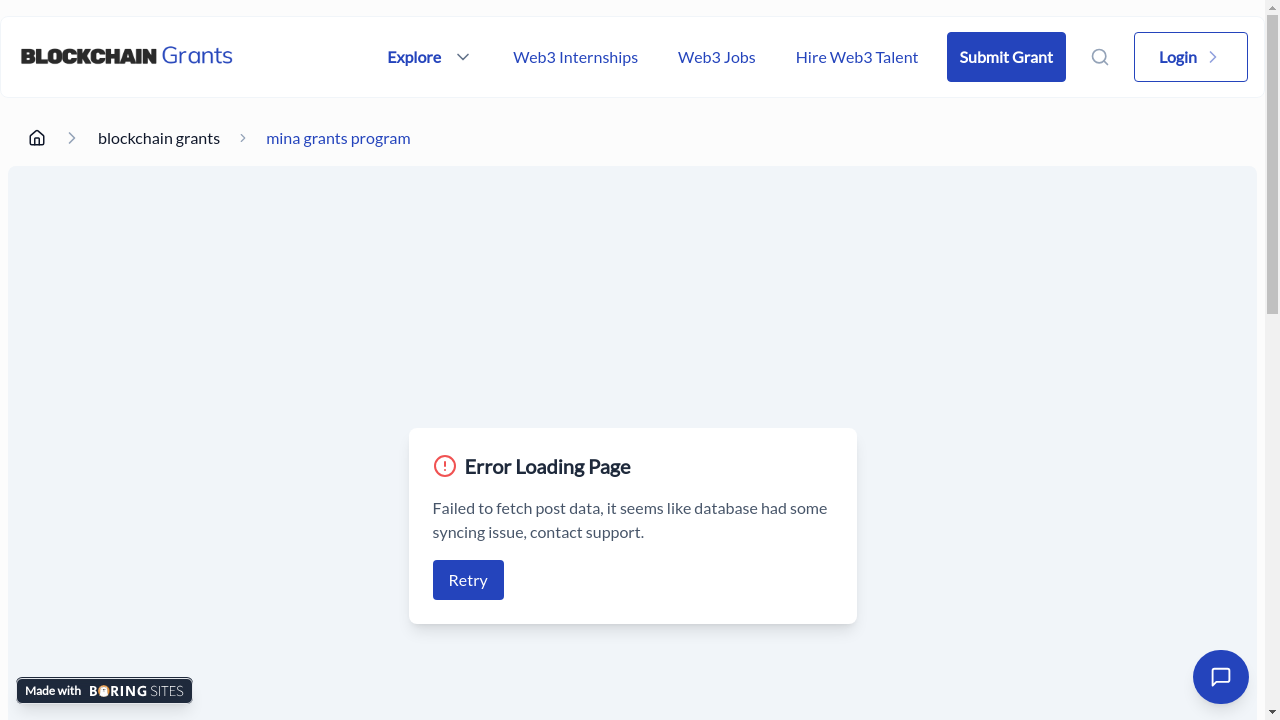 BLOCKCHAIN Grants
Explore
Web3 Internships
Web3 Jobs
Hire Web3 Talent
Submit Grant
Login
blockchain grants
mina grants program
Error Loading Page
Failed to fetch post data, it seems like database had some
syncing issue, contact support.
Retry
Made with BORING SITES